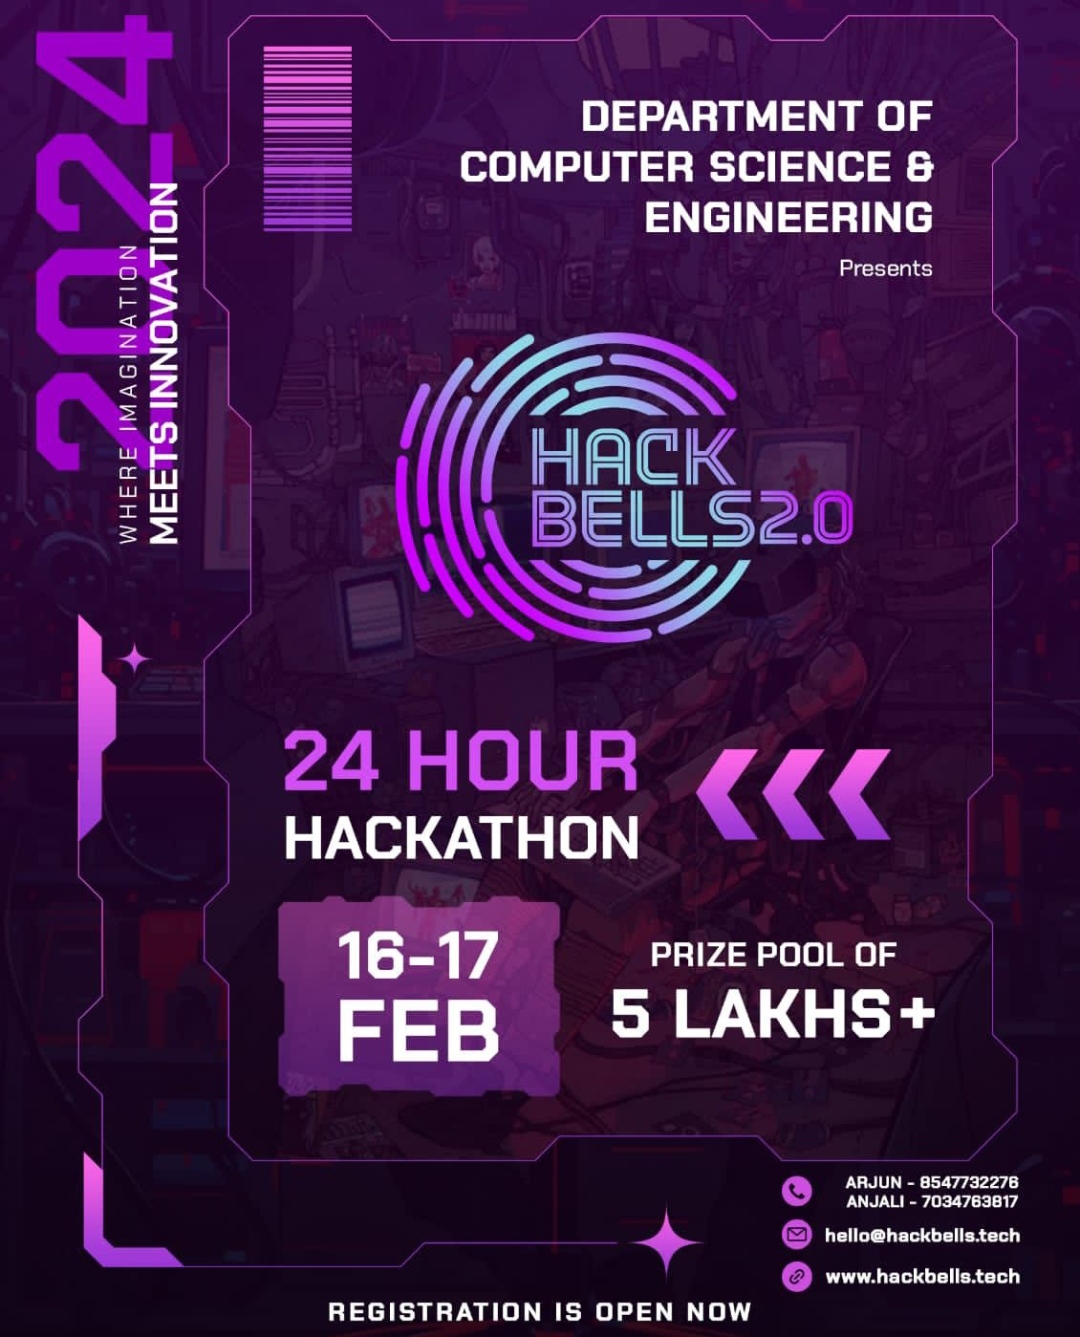 2024
WHERE IMAGINATION
MEETS INNOVATION
DEPARTMENT OF
COMPUTER SCIENCE &
ENGINEERING
Presents
HACK
BELLS2.0
24 HOUR
HACKATHON
16-17
FEB
PRIZE POOL OF
5 LAKHS+
ARJUN - 8547732276
ANJALI - 7034763817
hello@hackbells.tech
www.hackbells.tech
REGISTRATION IS OPEN NOW